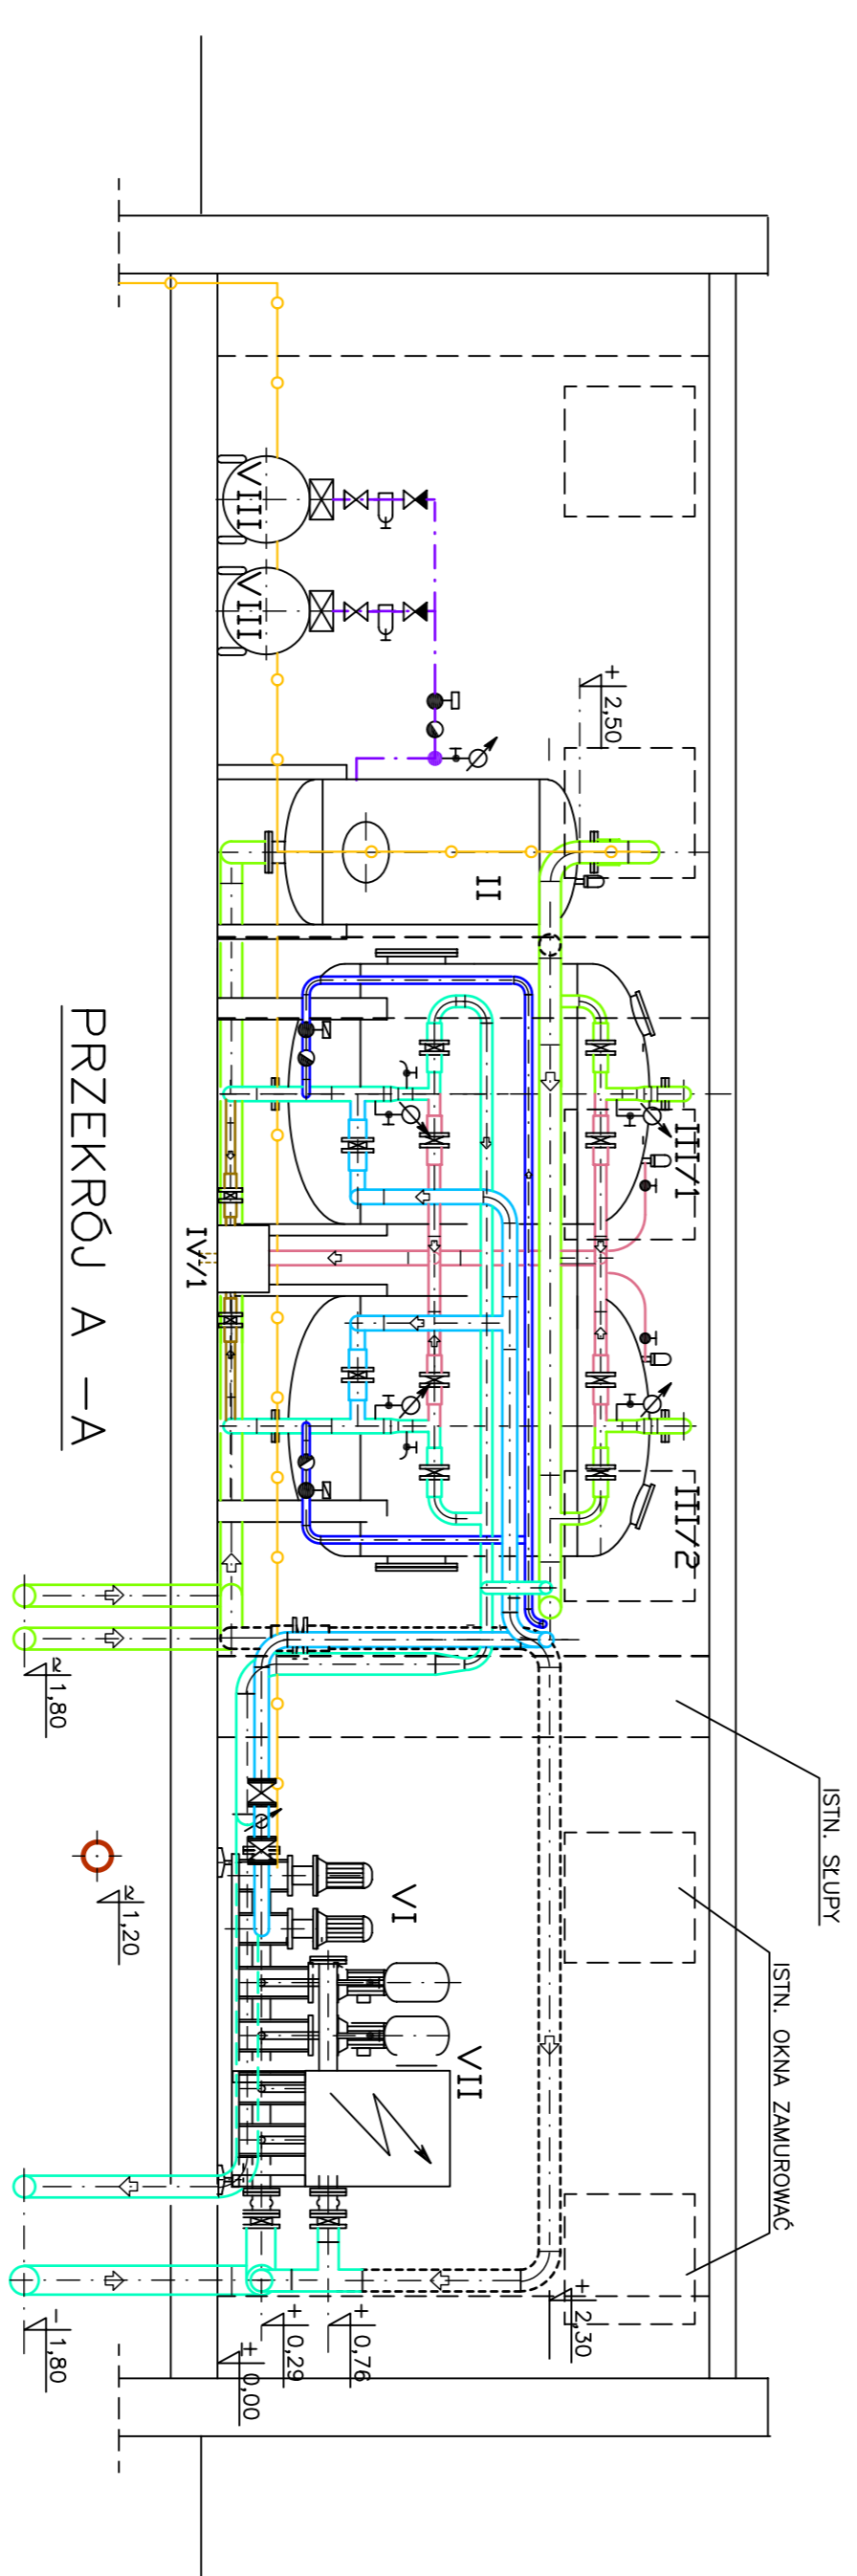 ISTN. SŁUPY
ISTN. OKNA ZAMUROWAĆ
+
2,50
III/1
III/2
II
VIII
VIII
IV/1
VI
VII
+
2,30
+
0,76
+
0,29
±
0,00
1,80
1,20
−
1,80
PRZEKRÓJ A –A